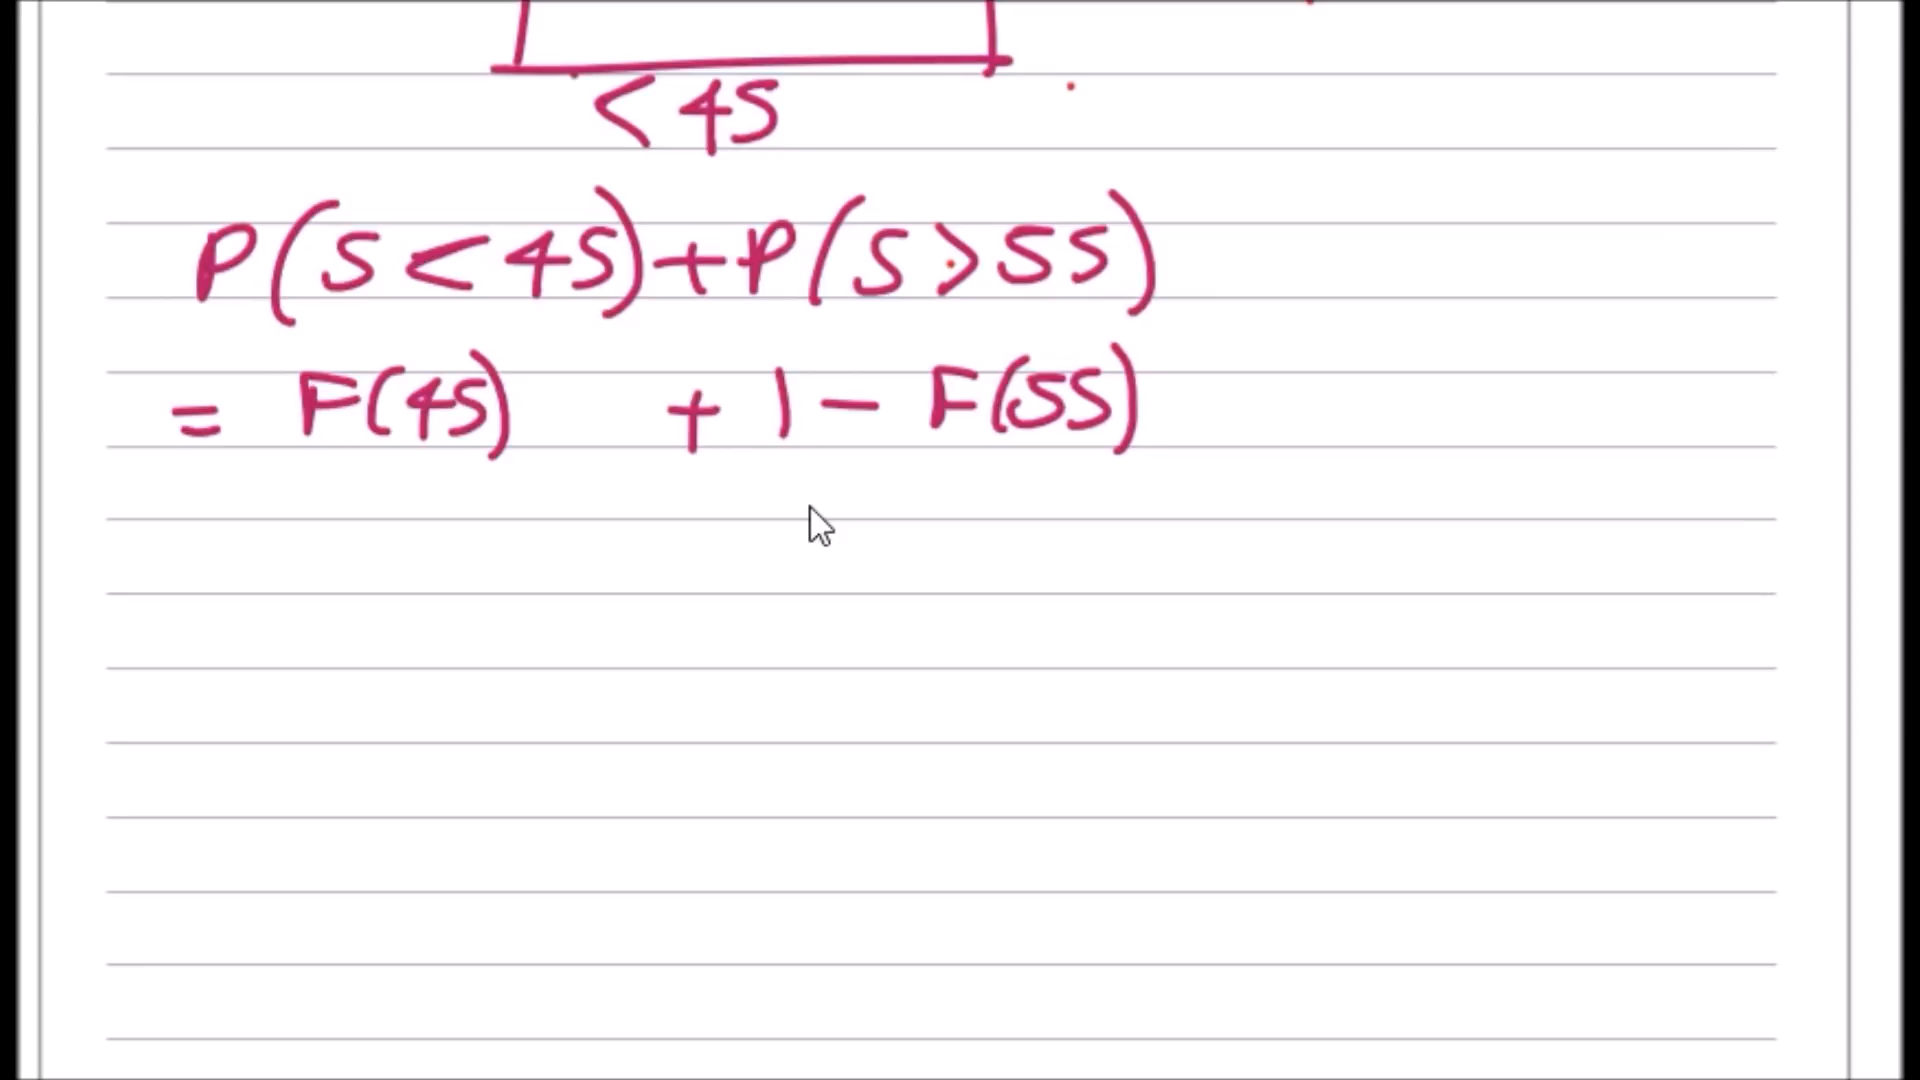 < 45
P(S < 45) + P(S > 55)
= F(45) + 1 - F(55)